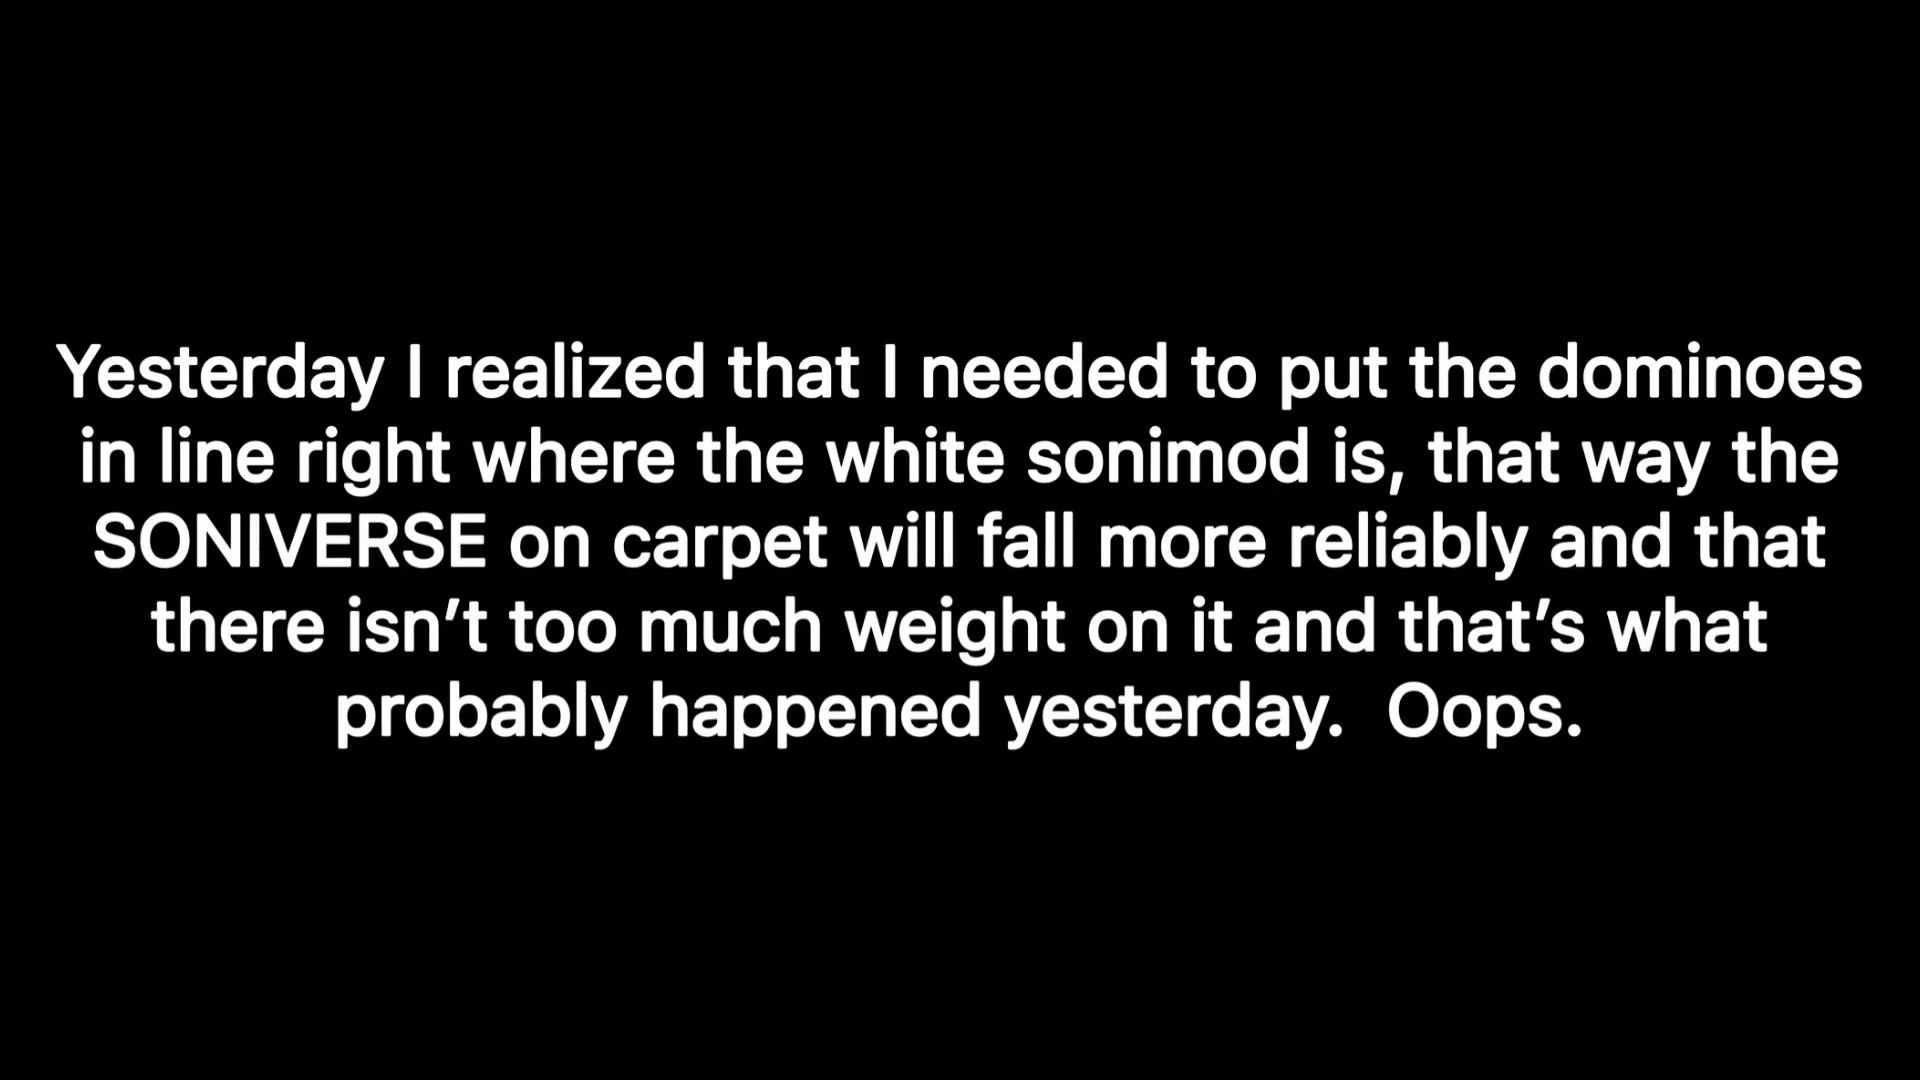 Yesterday I realized that I needed to put the dominoes
in line right where the white sonimod is, that way the
SONIVERSE on carpet will fall more reliably and that
there isn’t too much weight on it and that’s what
probably happened yesterday.  Oops.